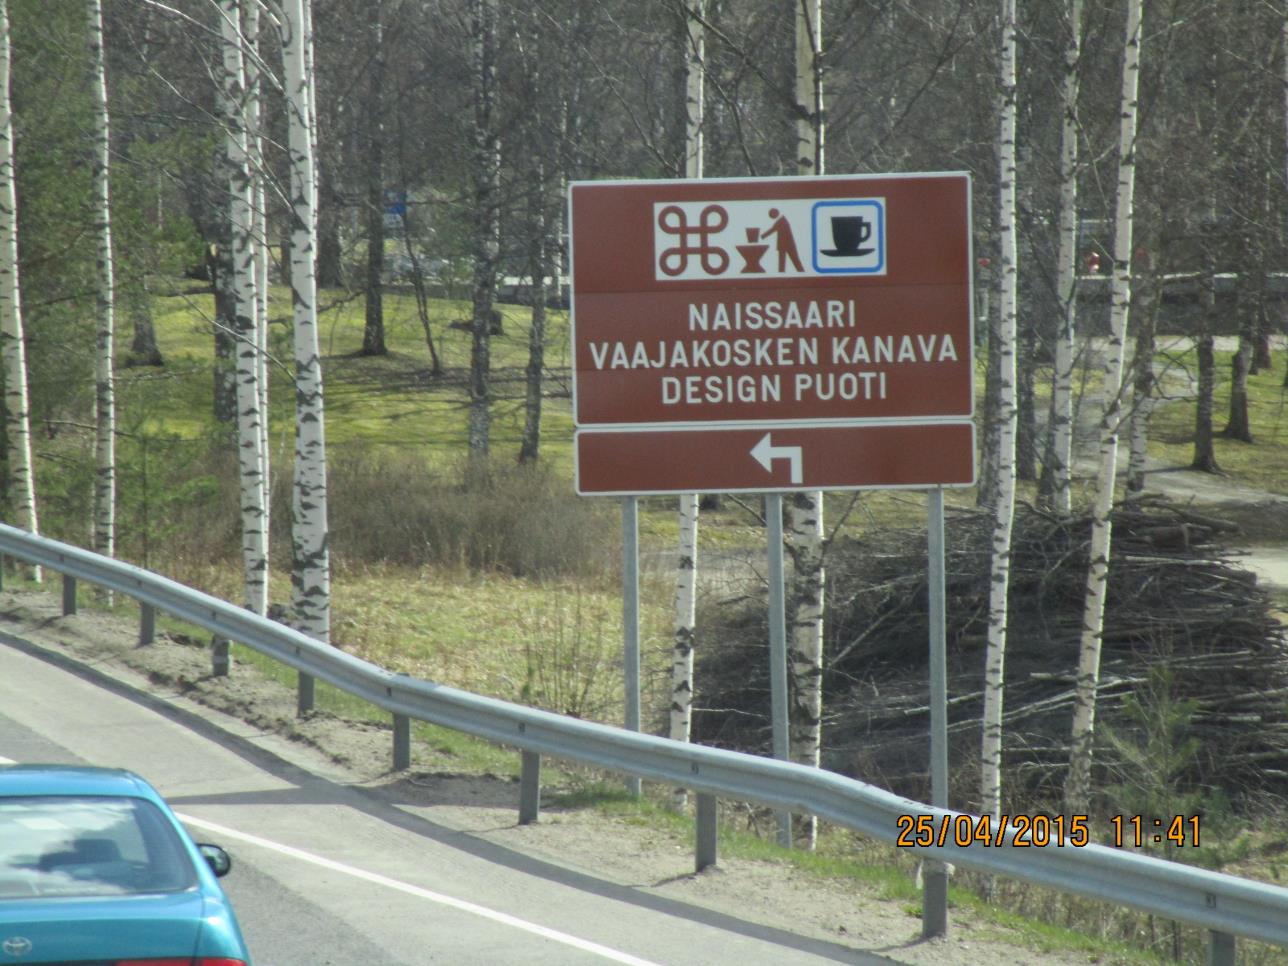 NAISSAARI
VAAJAKOSKEN KANAVA
DESIGN PUOTI
25/04/2015 11:41